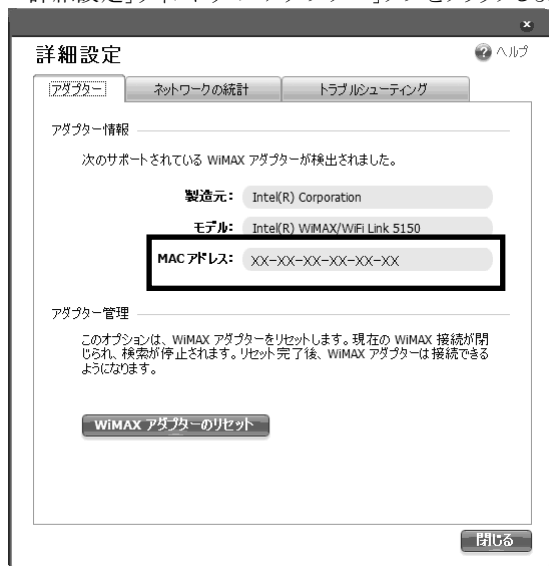 詳細設定
ヘルプ
アダプター
ネットワークの統計
トラブルシューティング
アダプター情報
次のサポートされている WiMAX アダプターが検出されました。
製造元： Intel(R) Corporation
モデル： Intel(R) WiMAX/WiFi Link 5150
MAC アドレス： XX-XX-XX-XX-XX-XX
アダプター管理
このオプションは、WiMAX アダプターをリセットします。現在の WiMAX 接続が閉
じられ、検索が停止されます。リセット完了後、WiMAX アダプターは接続できる
ようになります。
WiMAX アダプターのリセット
閉じる